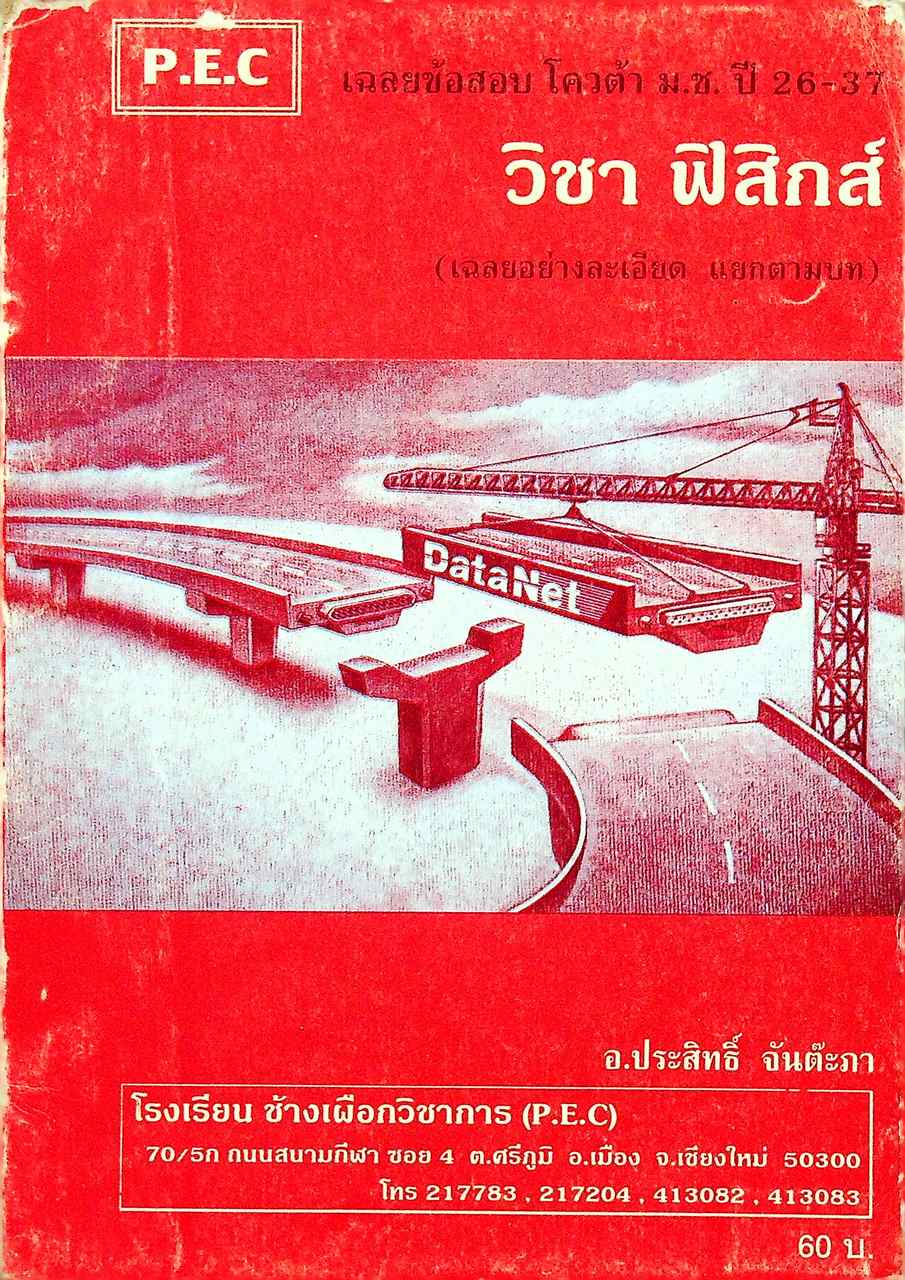 P.E.C
เฉลยข้อสอบ โควต้า ม.ช. ปี 26-37
วิชา ฟิสิกส์
(เฉลยอย่างละเอียด แยกตามบท)
DataNet
อ.ประสิทธิ์ จันต๊ะภา
โรงเรียน ช้างเผือกวิชาการ (P.E.C)
70/5ก ถนนสนามกีฬา ซอย 4 ต.ศรีภูมิ อ.เมือง จ.เชียงใหม่ 50300
โทร 217783 , 217204 , 413082 , 413083
60 บ.